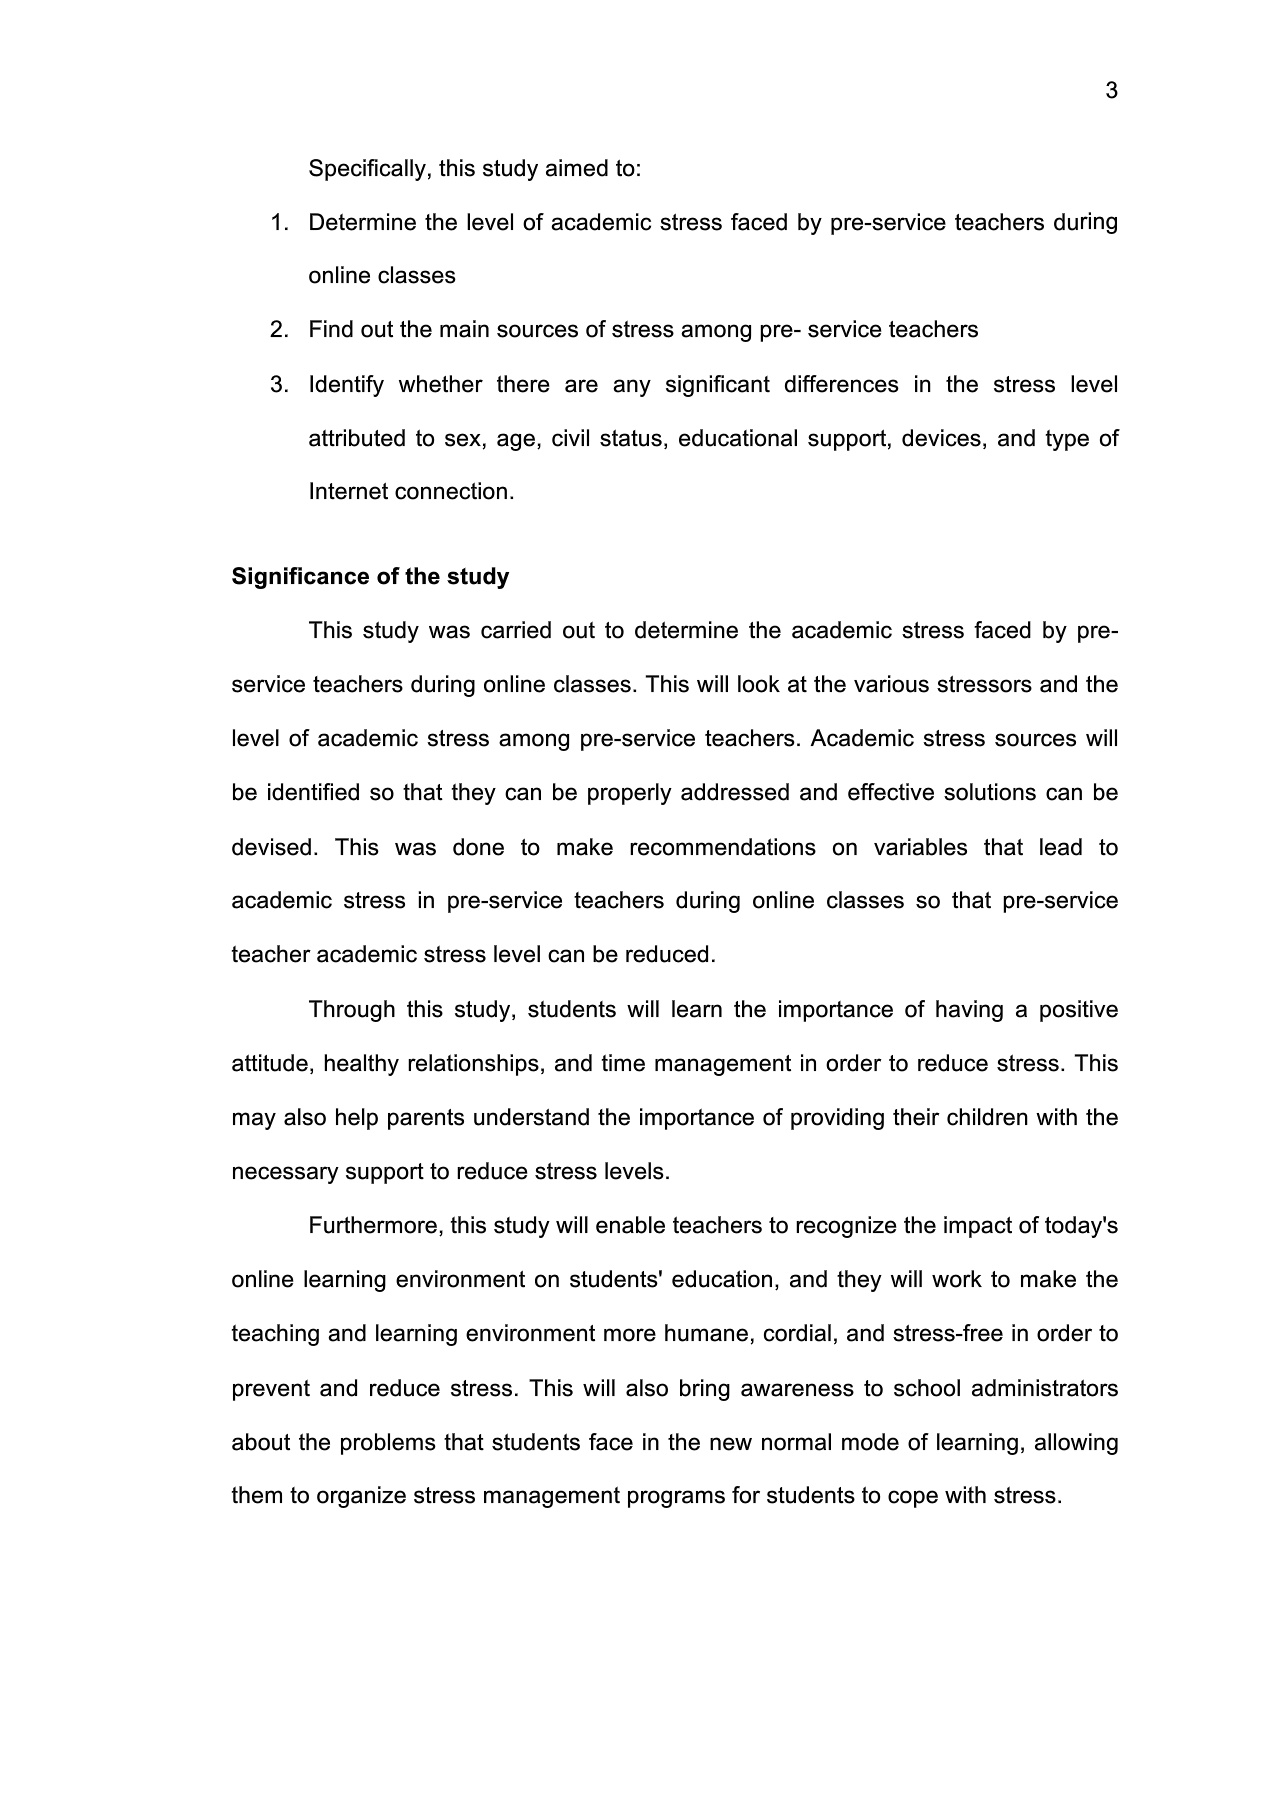 3
Specifically, this study aimed to:
1. Determine the level of academic stress faced by pre-service teachers during
online classes
2. Find out the main sources of stress among pre- service teachers
3. Identify whether there are any significant differences in the stress level
attributed to sex, age, civil status, educational support, devices, and type of
Internet connection.
Significance of the study
This study was carried out to determine the academic stress faced by pre-
service teachers during online classes. This will look at the various stressors and the
level of academic stress among pre-service teachers. Academic stress sources will
be identified so that they can be properly addressed and effective solutions can be
devised. This was done to make recommendations on variables that lead to
academic stress in pre-service teachers during online classes so that pre-service
teacher academic stress level can be reduced.
Through this study, students will learn the importance of having a positive
attitude, healthy relationships, and time management in order to reduce stress. This
may also help parents understand the importance of providing their children with the
necessary support to reduce stress levels.
Furthermore, this study will enable teachers to recognize the impact of today's
online learning environment on students' education, and they will work to make the
teaching and learning environment more humane, cordial, and stress-free in order to
prevent and reduce stress. This will also bring awareness to school administrators
about the problems that students face in the new normal mode of learning, allowing
them to organize stress management programs for students to cope with stress.